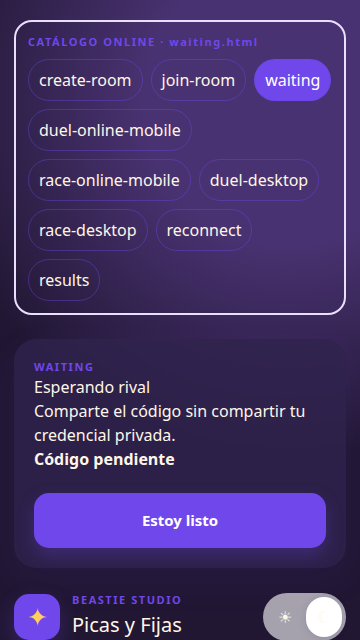 CATÁLOGO ONLINE · waiting.html
create-room join-room waiting
duel-online-mobile
race-online-mobile duel-desktop
race-desktop reconnect
results
WAITING
Esperando rival
Comparte el código sin compartir tu
credencial privada.
Código pendiente
Estoy listo
BEASTIE STUDIO
Picas y Fijas